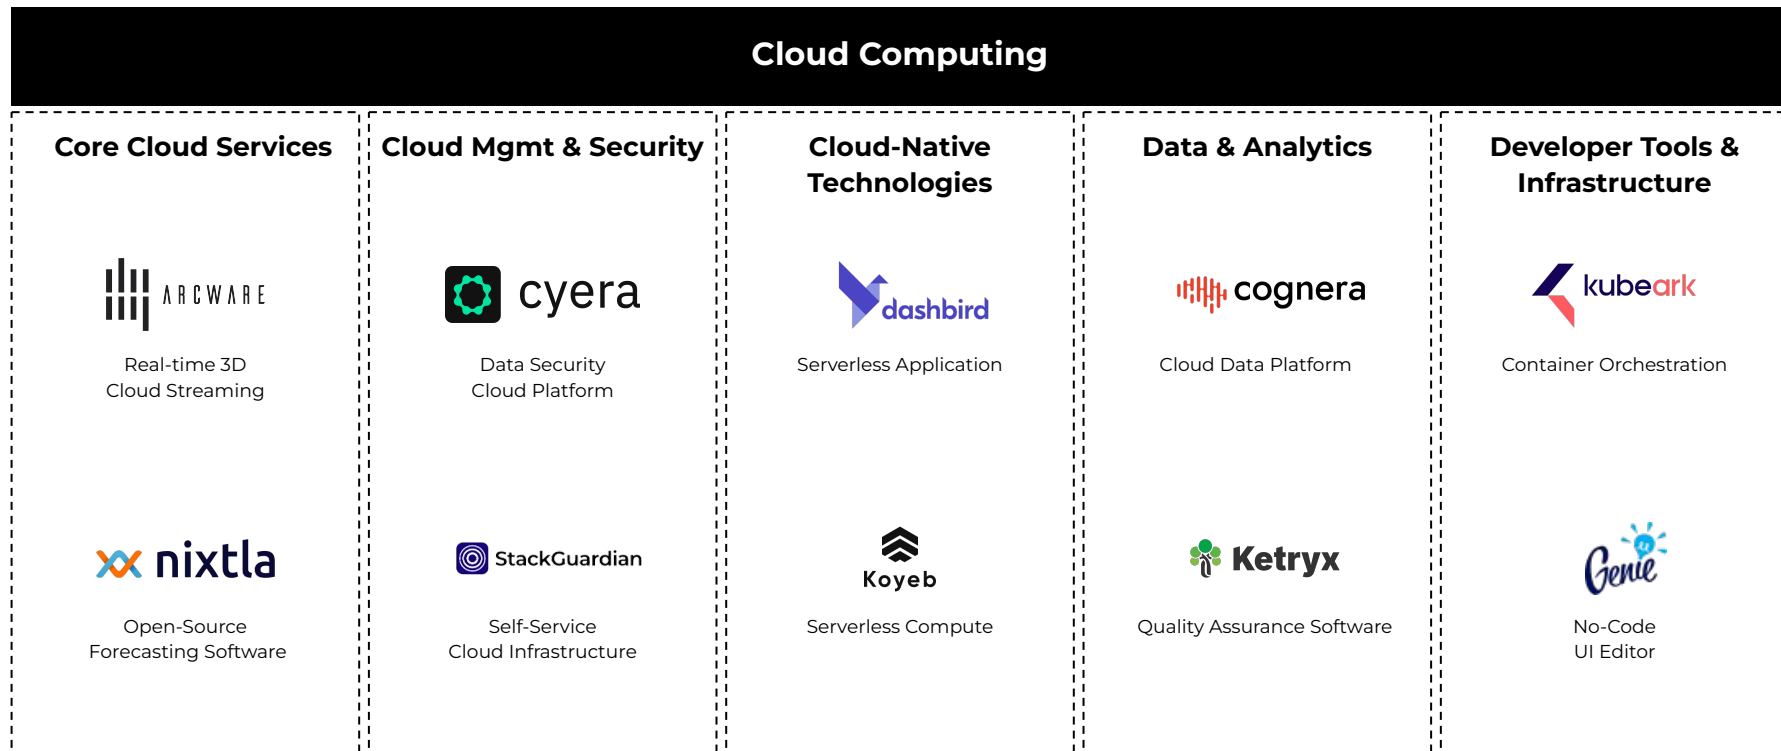 Cloud Computing
Core Cloud Services
ARCWARE
Real-time 3D
Cloud Streaming
nixtla
Open-Source
Forecasting Software
Cloud Mgmt & Security
cyera
Data Security
Cloud Platform
StackGuardian
Self-Service
Cloud Infrastructure
Cloud-Native
Technologies
dashbird
Serverless Application
Koyeb
Serverless Compute
Data & Analytics
cognera
Cloud Data Platform
Ketryx
Quality Assurance Software
Developer Tools &
Infrastructure
kubeark
Container Orchestration
Genie
No-Code
UI Editor